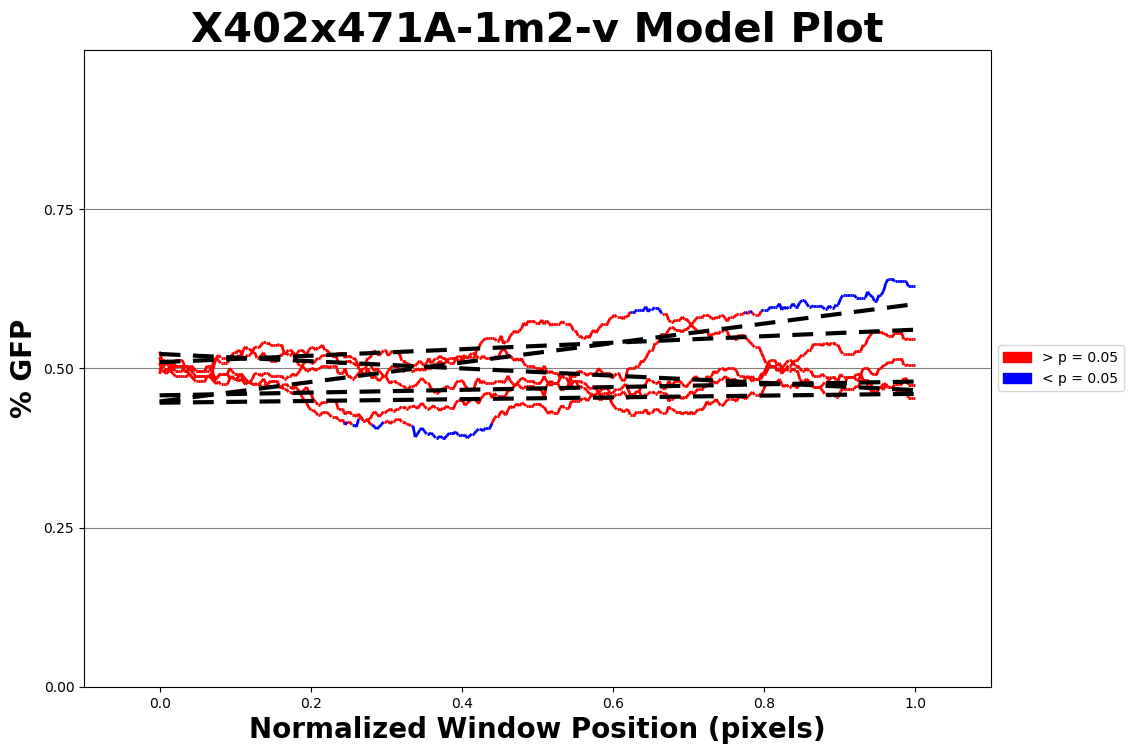 X402x471A-1m2-v Model Plot
% GFP
0.75
0.50
0.25
0.00
0.0 0.2 0.4 0.6 0.8 1.0
Normalized Window Position (pixels)
> p = 0.05
< p = 0.05